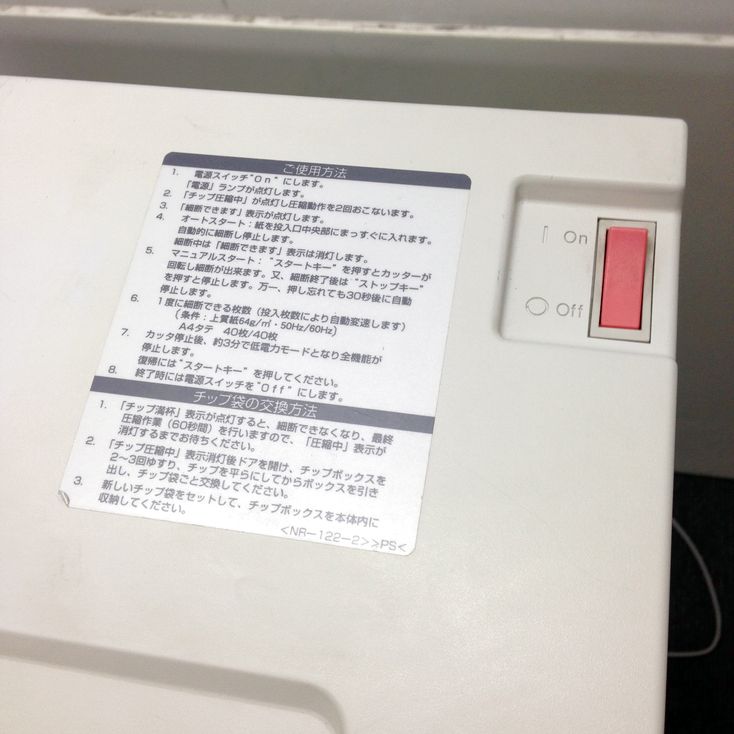 ご使用方法
1. 電源スイッチ"On"にします。
「電源」ランプが点灯します。
2. 「チップ圧縮中」が点灯し圧縮動作を2回おこないます。
3. 「細断できます」表示が点灯します。
4. オートスタート：紙を投入口中央部にまっすぐに入れます。
自動的に細断し停止します。
細断中は「細断できます」表示は消灯します。
5. マニュアルスタート："スタートキー"を押すとカッターが
回転し細断が出来ます。又、細断終了後は"ストップキー"
を押すと停止します。万一、押し忘れても30秒後に自動
停止します。
6. 1度に細断できる枚数（投入枚数により自動変速します）
（条件：上質紙64g/㎡・50Hz/60Hz）
A4タテ 40枚/40枚
7. カッタ停止後、約3分で低電力モードとなり全機能が
停止します。
復帰には"スタートキー"を押してください。
8. 終了時には電源スイッチを"Off"にします。
チップ袋の交換方法
1. 「チップ満杯」表示が点灯すると、細断できなくなり、最終
圧縮作業（60秒間）を行いますので、「圧縮中」表示が
消灯するまでお待ちください。
2. 「チップ圧縮中」表示消灯後ドアを開け、チップボックスを
2〜3回ゆすり、チップを平らにしてからボックスを引き
出し、チップ袋ごと交換してください。
3. 新しいチップ袋をセットして、チップボックスを本体内に
収納してください。
<NR-122-2>>PS<
| On
○ Off